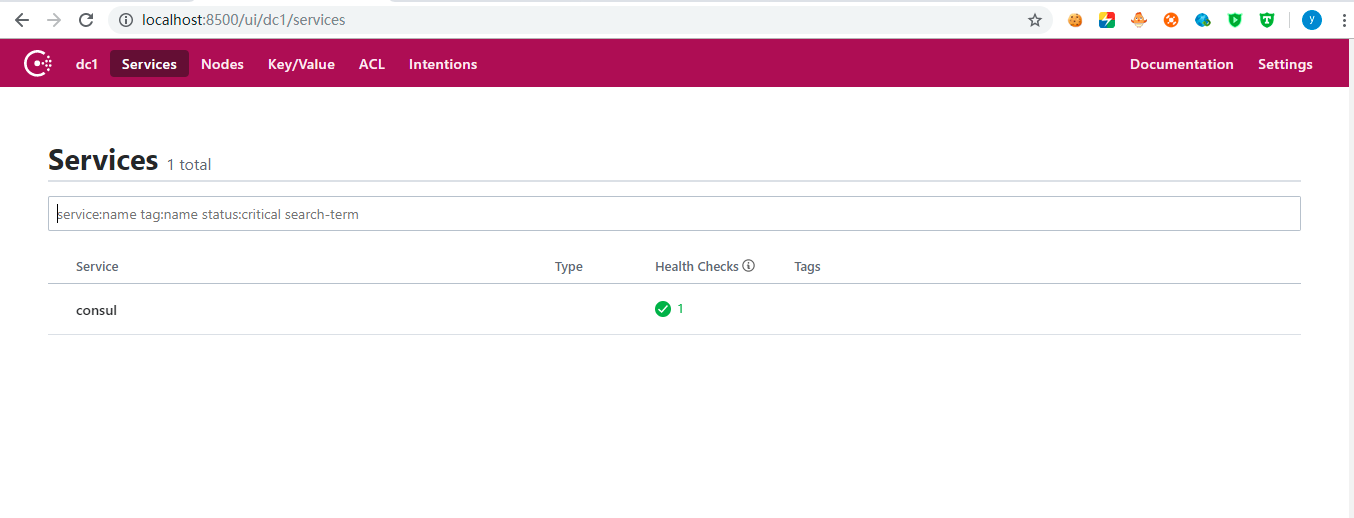 localhost:8500/ui/dc1/services
y
dc1 Services Nodes Key/Value ACL Intentions Documentation Settings
Services 1 total
service:name tag:name status:critical search-term
Service Type Health Checks Tags
consul 1